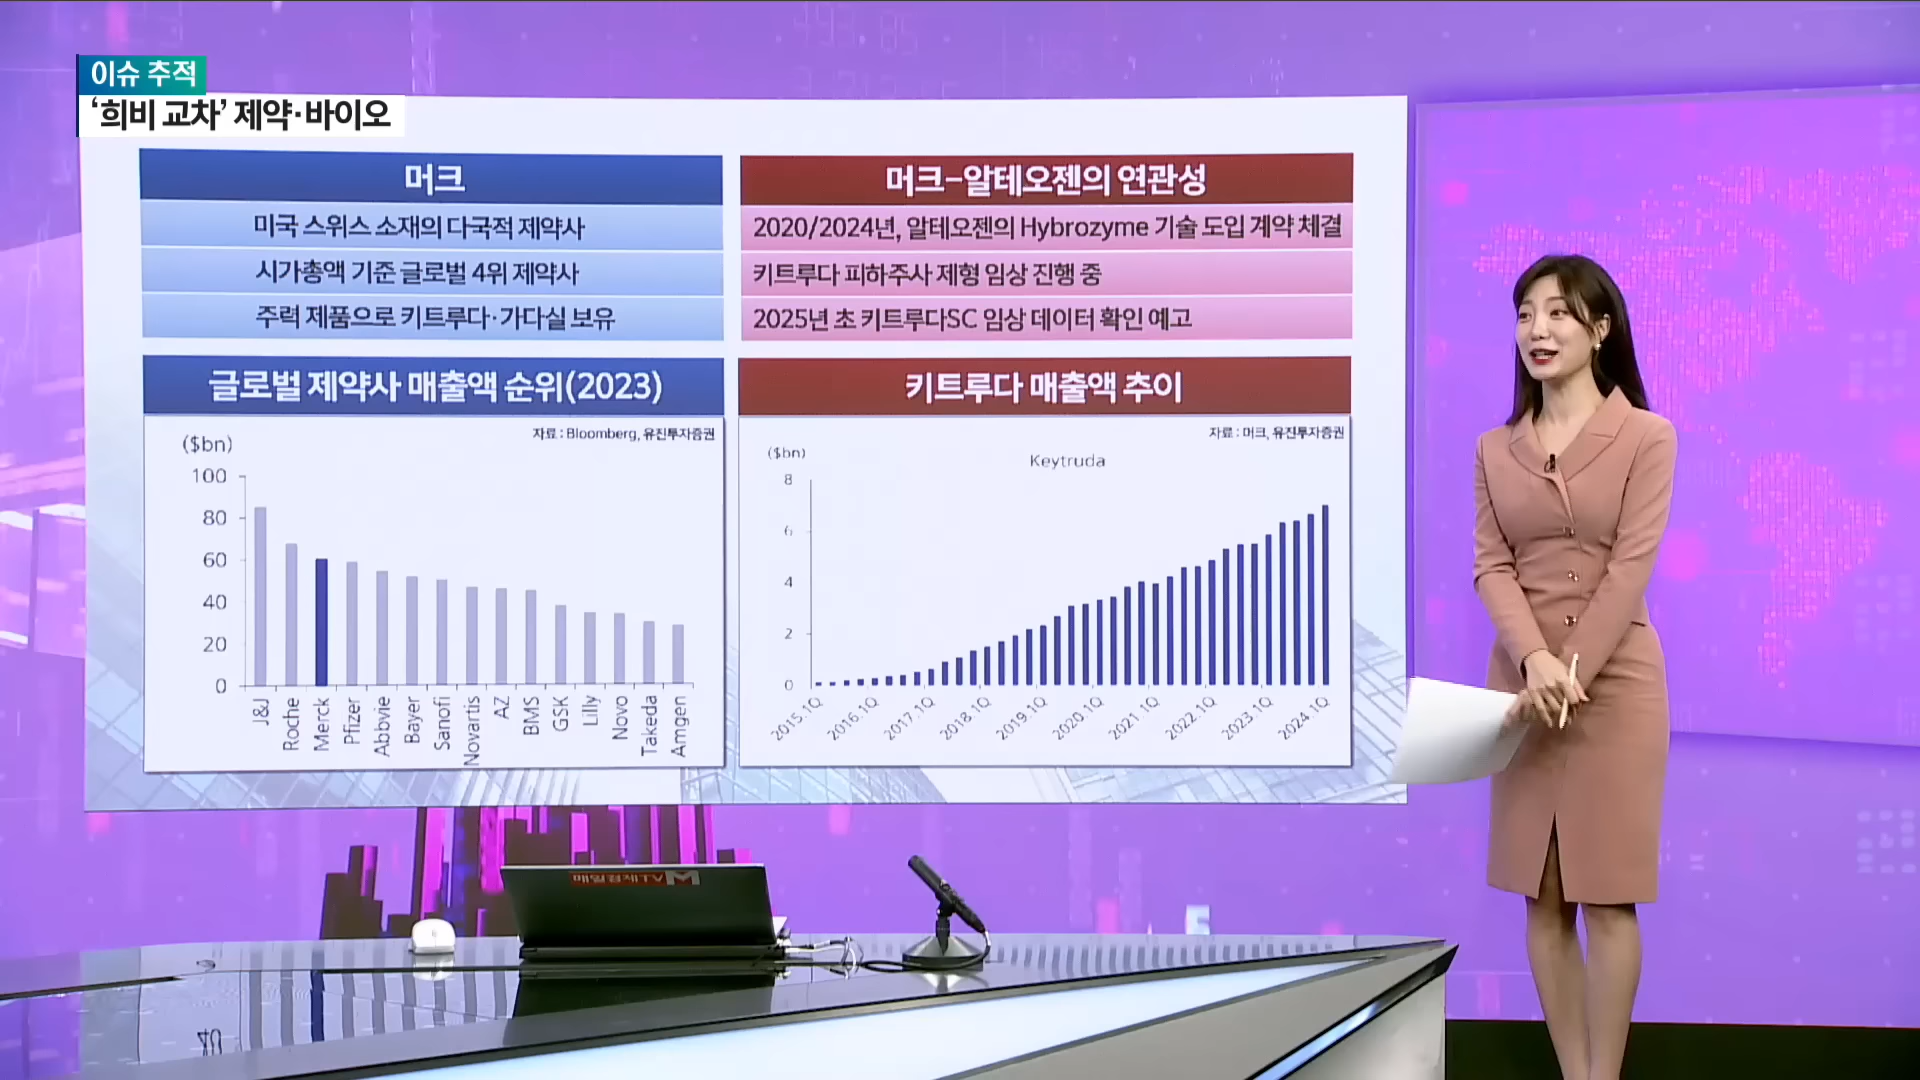 이슈 추적
‘희비 교차’ 제약·바이오
머크
미국 스위스 소재의 다국적 제약사
시가총액 기준 글로벌 4위 제약사
주력 제품으로 키트루다·가다실 보유
머크-알테오젠의 연관성
2020/2024년, 알테오젠의 Hybrozyme 기술 도입 계약 체결
키트루다 피하주사 제형 임상 진행 중
2025년 초 키트루다SC 임상 데이터 확인 예고
글로벌 제약사 매출액 순위(2023)
자료 : Bloomberg, 유진투자증권
($bn)
100
80
60
40
20
0
J&J
Roche
Merck
Pfizer
Abbvie
Bayer
Sanofi
Novartis
AZ
BMS
GSK
Lilly
Novo
Takeda
Amgen
키트루다 매출액 추이
자료 : 머크, 유진투자증권
($bn)
Keytruda
8
6
4
2
0
2015.1Q
2016.1Q
2017.1Q
2018.1Q
2019.1Q
2020.1Q
2021.1Q
2022.1Q
2023.1Q
2024.1Q
매일경제TV